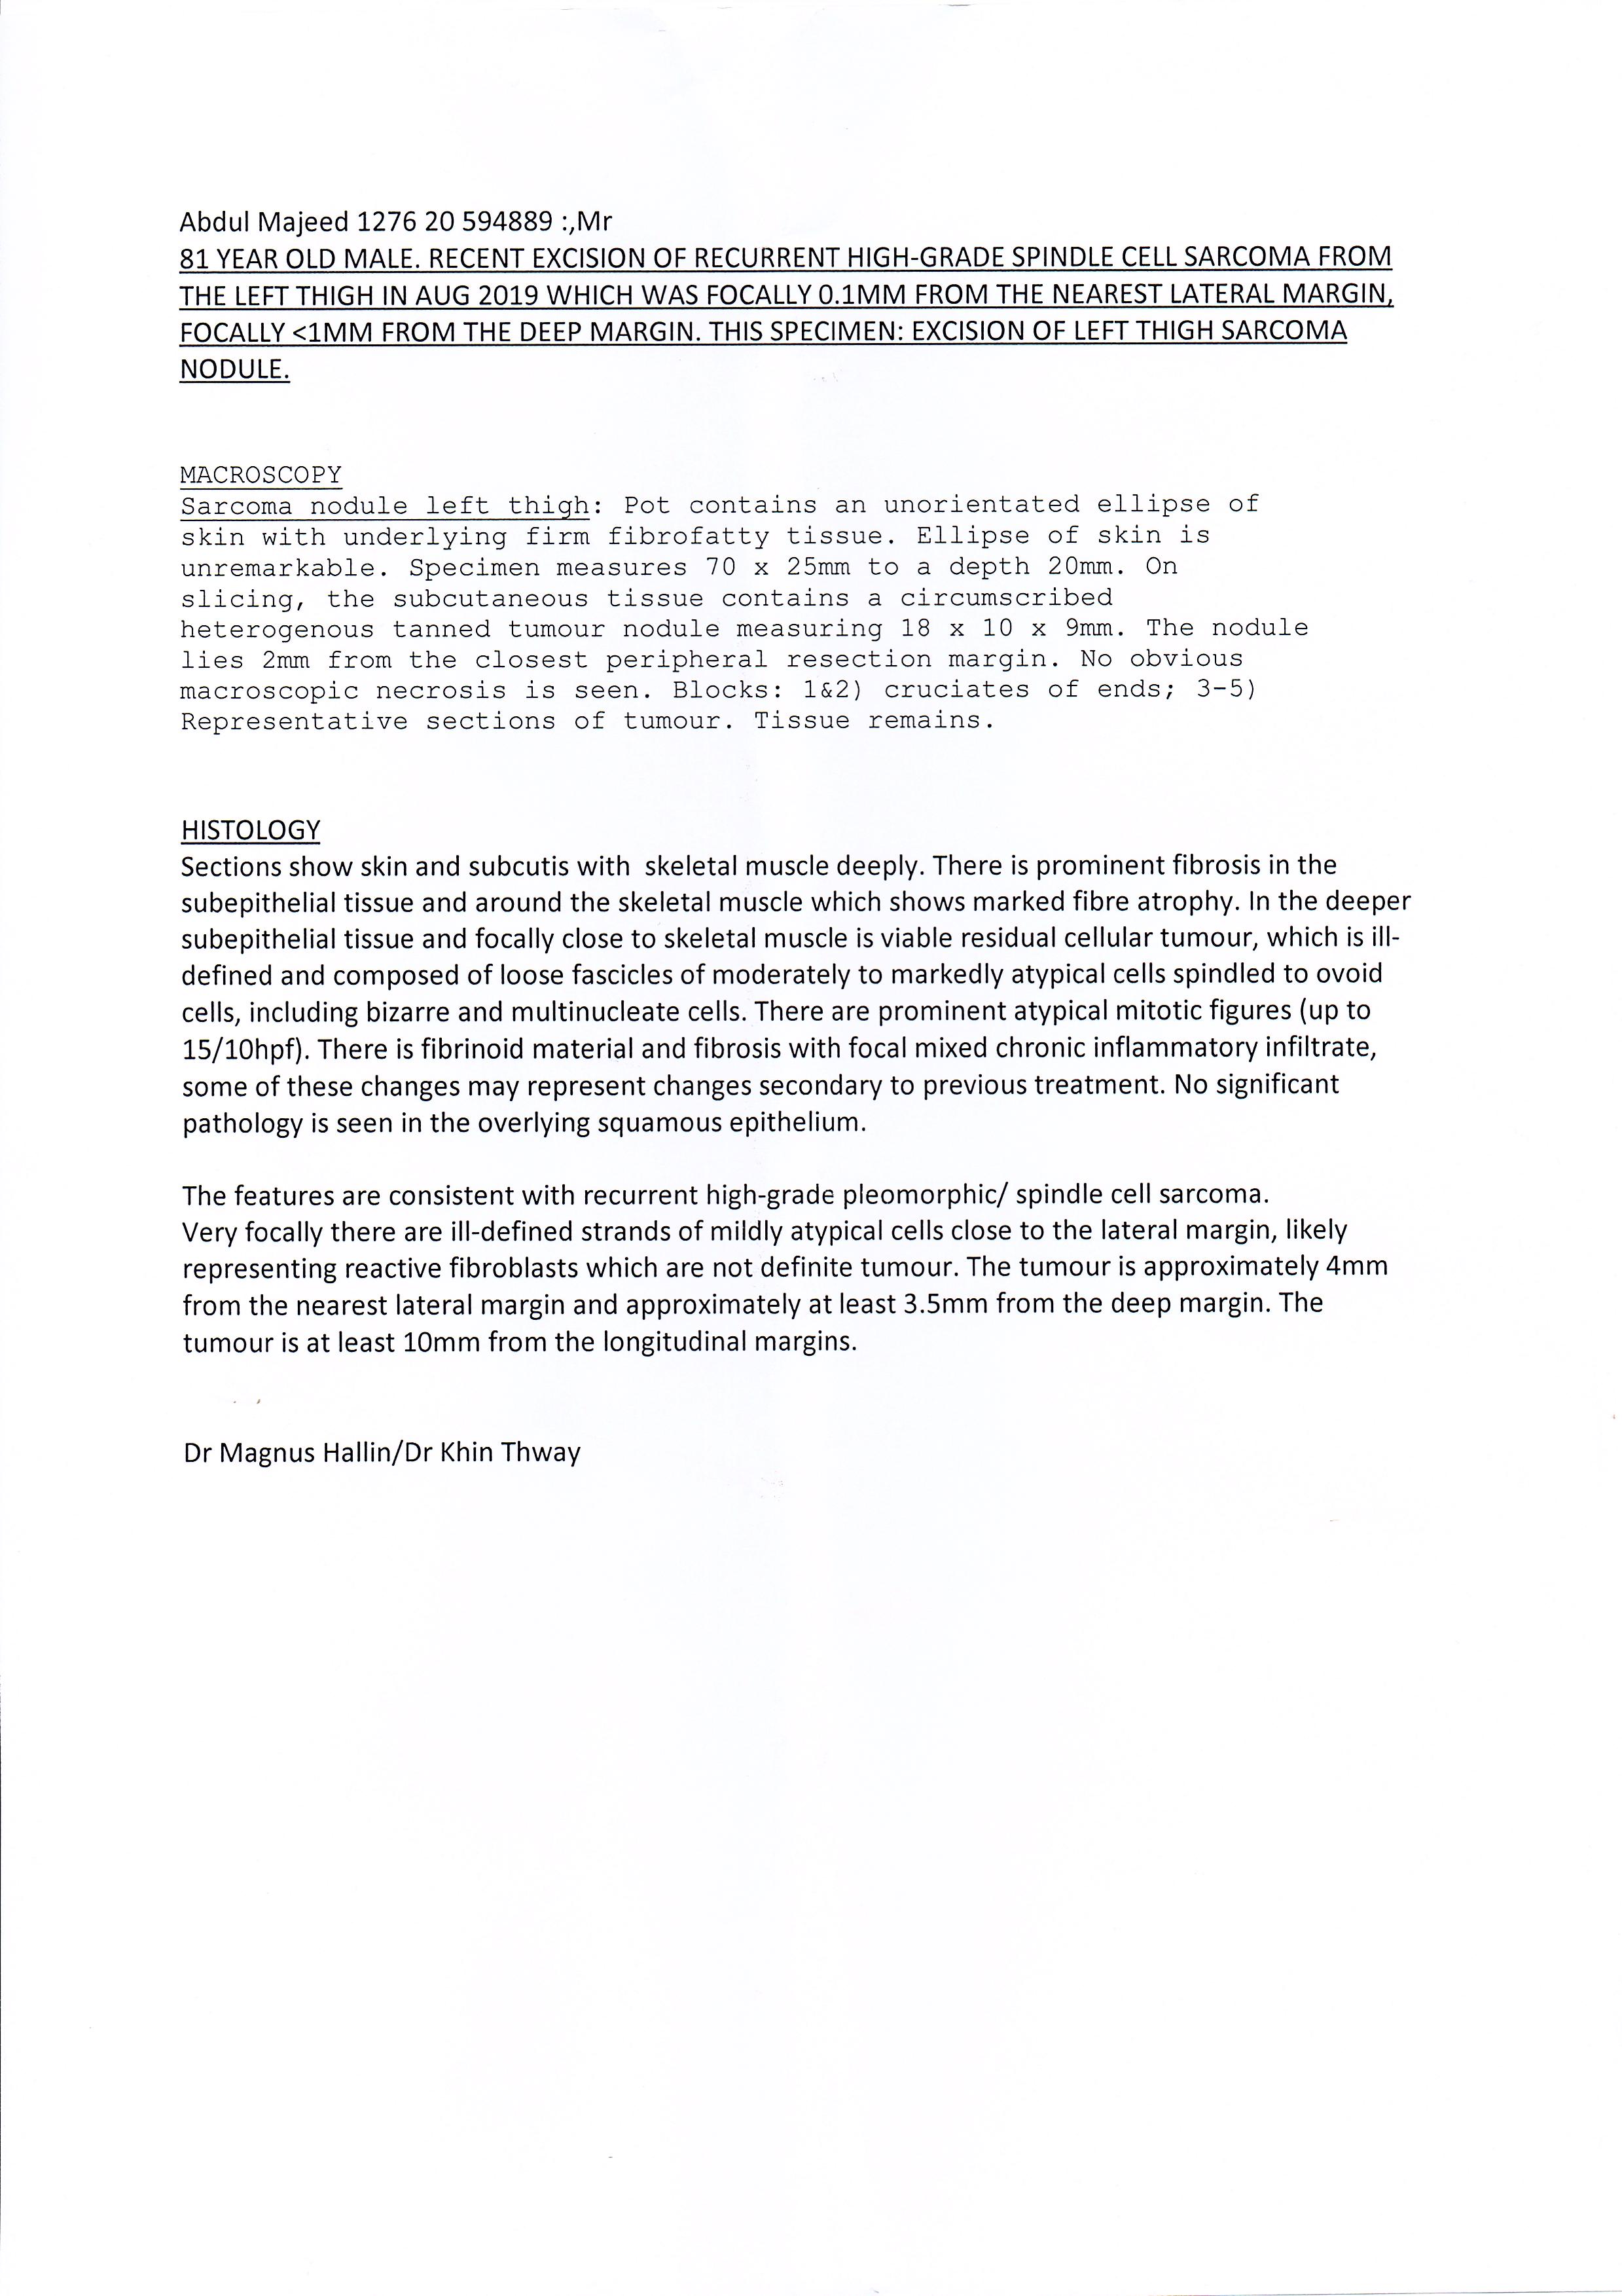 Abdul Majeed 1276 20 594889 :,Mr
81 YEAR OLD MALE. RECENT EXCISION OF RECURRENT HIGH-GRADE SPINDLE CELL SARCOMA FROM
THE LEFT THIGH IN AUG 2019 WHICH WAS FOCALLY 0.1MM FROM THE NEAREST LATERAL MARGIN,
FOCALLY <1MM FROM THE DEEP MARGIN. THIS SPECIMEN: EXCISION OF LEFT THIGH SARCOMA
NODULE.
MACROSCOPY
Sarcoma nodule left thigh: Pot contains an unorientated ellipse of
skin with underlying firm fibrofatty tissue. Ellipse of skin is
unremarkable. Specimen measures 70 x 25mm to a depth 20mm. On
slicing, the subcutaneous tissue contains a circumscribed
heterogenous tanned tumour nodule measuring 18 x 10 x 9mm. The nodule
lies 2mm from the closest peripheral resection margin. No obvious
macroscopic necrosis is seen. Blocks: 1&2) cruciates of ends; 3-5)
Representative sections of tumour. Tissue remains.
HISTOLOGY
Sections show skin and subcutis with skeletal muscle deeply. There is prominent fibrosis in the
subepithelial tissue and around the skeletal muscle which shows marked fibre atrophy. In the deeper
subepithelial tissue and focally close to skeletal muscle is viable residual cellular tumour, which is ill-
defined and composed of loose fascicles of moderately to markedly atypical cells spindled to ovoid
cells, including bizarre and multinucleate cells. There are prominent atypical mitotic figures (up to
15/10hpf). There is fibrinoid material and fibrosis with focal mixed chronic inflammatory infiltrate,
some of these changes may represent changes secondary to previous treatment. No significant
pathology is seen in the overlying squamous epithelium.
The features are consistent with recurrent high-grade pleomorphic/ spindle cell sarcoma.
Very focally there are ill-defined strands of mildly atypical cells close to the lateral margin, likely
representing reactive fibroblasts which are not definite tumour. The tumour is approximately 4mm
from the nearest lateral margin and approximately at least 3.5mm from the deep margin. The
tumour is at least 10mm from the longitudinal margins.
Dr Magnus Hallin/Dr Khin Thway